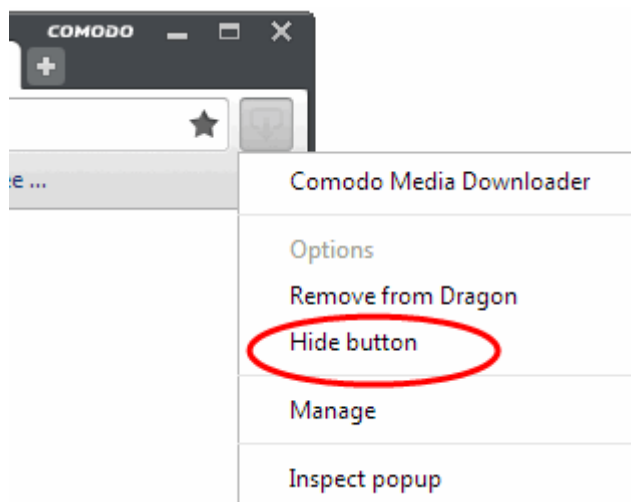 COMODO
e ...
Comodo Media Downloader
Options
Remove from Dragon
Hide button
Manage
Inspect popup